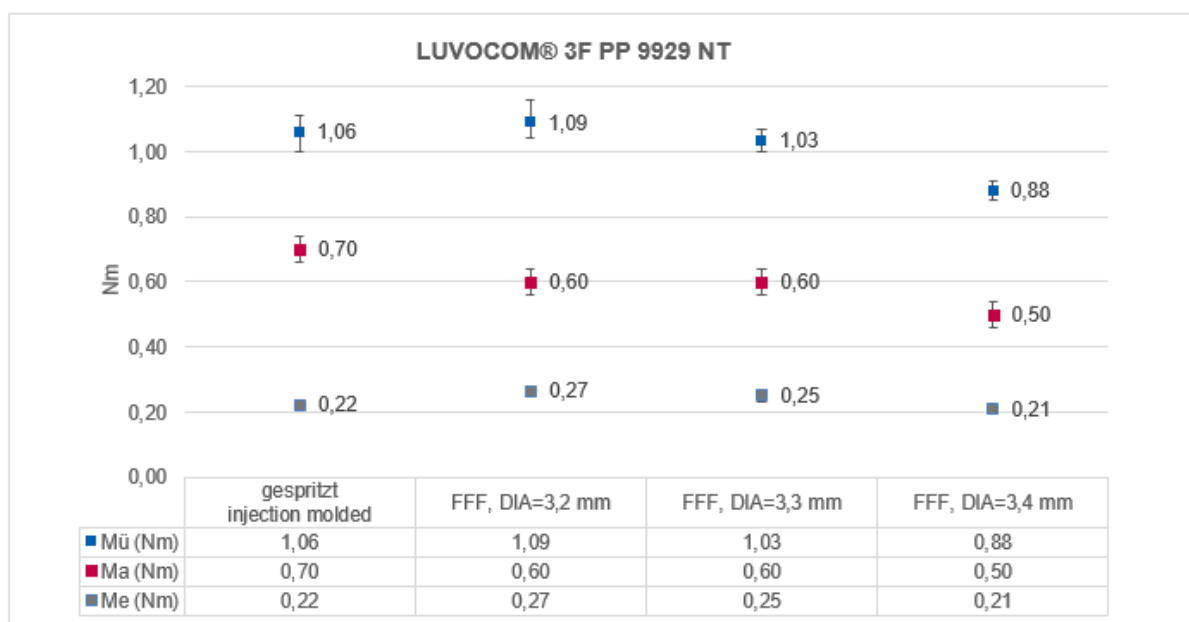 LUVOCOM® 3F PP 9929 NT
1,20
1,00
0,80
0,60
0,40
0,20
0,00
Nm
1,06
1,09
1,03
0,88
0,70
0,60
0,60
0,50
0,22
0,27
0,25
0,21
gespritzt
injection molded
FFF, DIA=3,2 mm
FFF, DIA=3,3 mm
FFF, DIA=3,4 mm
Mü (Nm) 1,06 1,09 1,03 0,88
Ma (Nm) 0,70 0,60 0,60 0,50
Me (Nm) 0,22 0,27 0,25 0,21